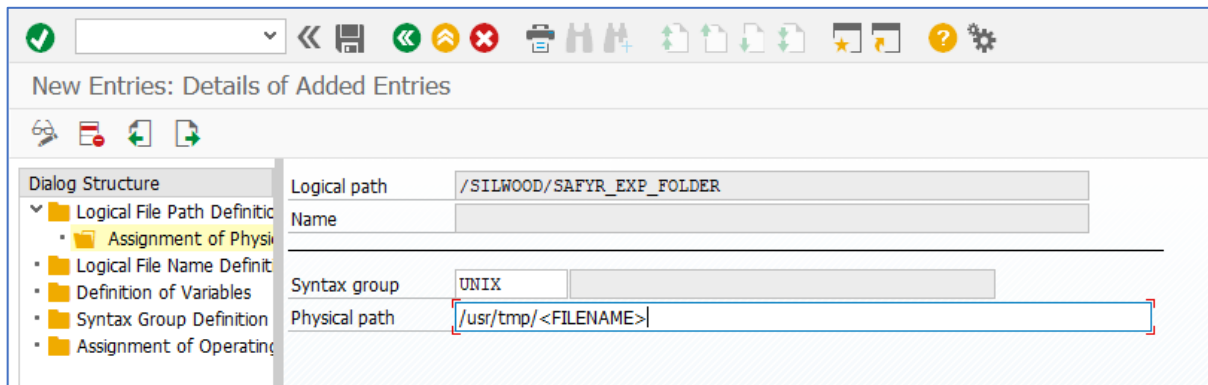 New Entries: Details of Added Entries
Dialog Structure
Logical File Path Definitic
Assignment of Physi
Logical File Name Definit
Definition of Variables
Syntax Group Definition
Assignment of Operating
Logical path /SILWOOD/SAFYR_EXP_FOLDER
Name
Syntax group UNIX
Physical path /usr/tmp/<FILENAME>